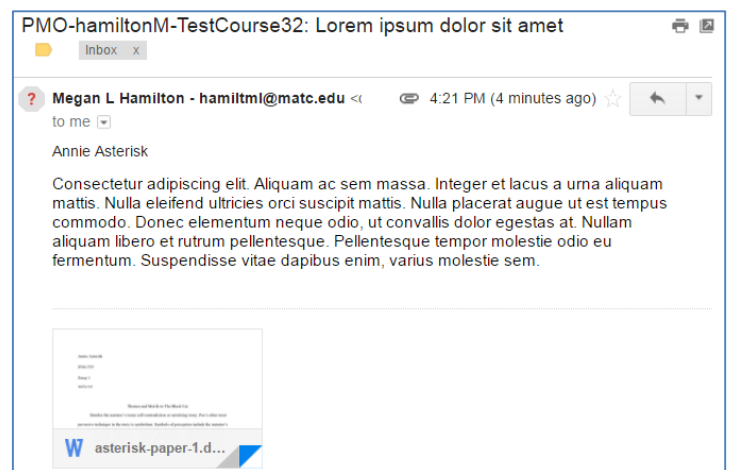 PMO-hamiltonM-TestCourse32: Lorem ipsum dolor sit amet
Inbox x
? Megan L Hamilton - hamiltml@matc.edu <( 4:21 PM (4 minutes ago)
to me
Annie Asterisk
Consectetur adipiscing elit. Aliquam ac sem massa. Integer et lacus a urna aliquam
mattis. Nulla eleifend ultricies orci suscipit mattis. Nulla placerat augue ut est tempus
commodo. Donec elementum neque odio, ut convallis dolor egestas at. Nullam
aliquam libero et rutrum pellentesque. Pellentesque tempor molestie odio eu
fermentum. Suspendisse vitae dapibus enim, varius molestie sem.
W asterisk-paper-1.d...